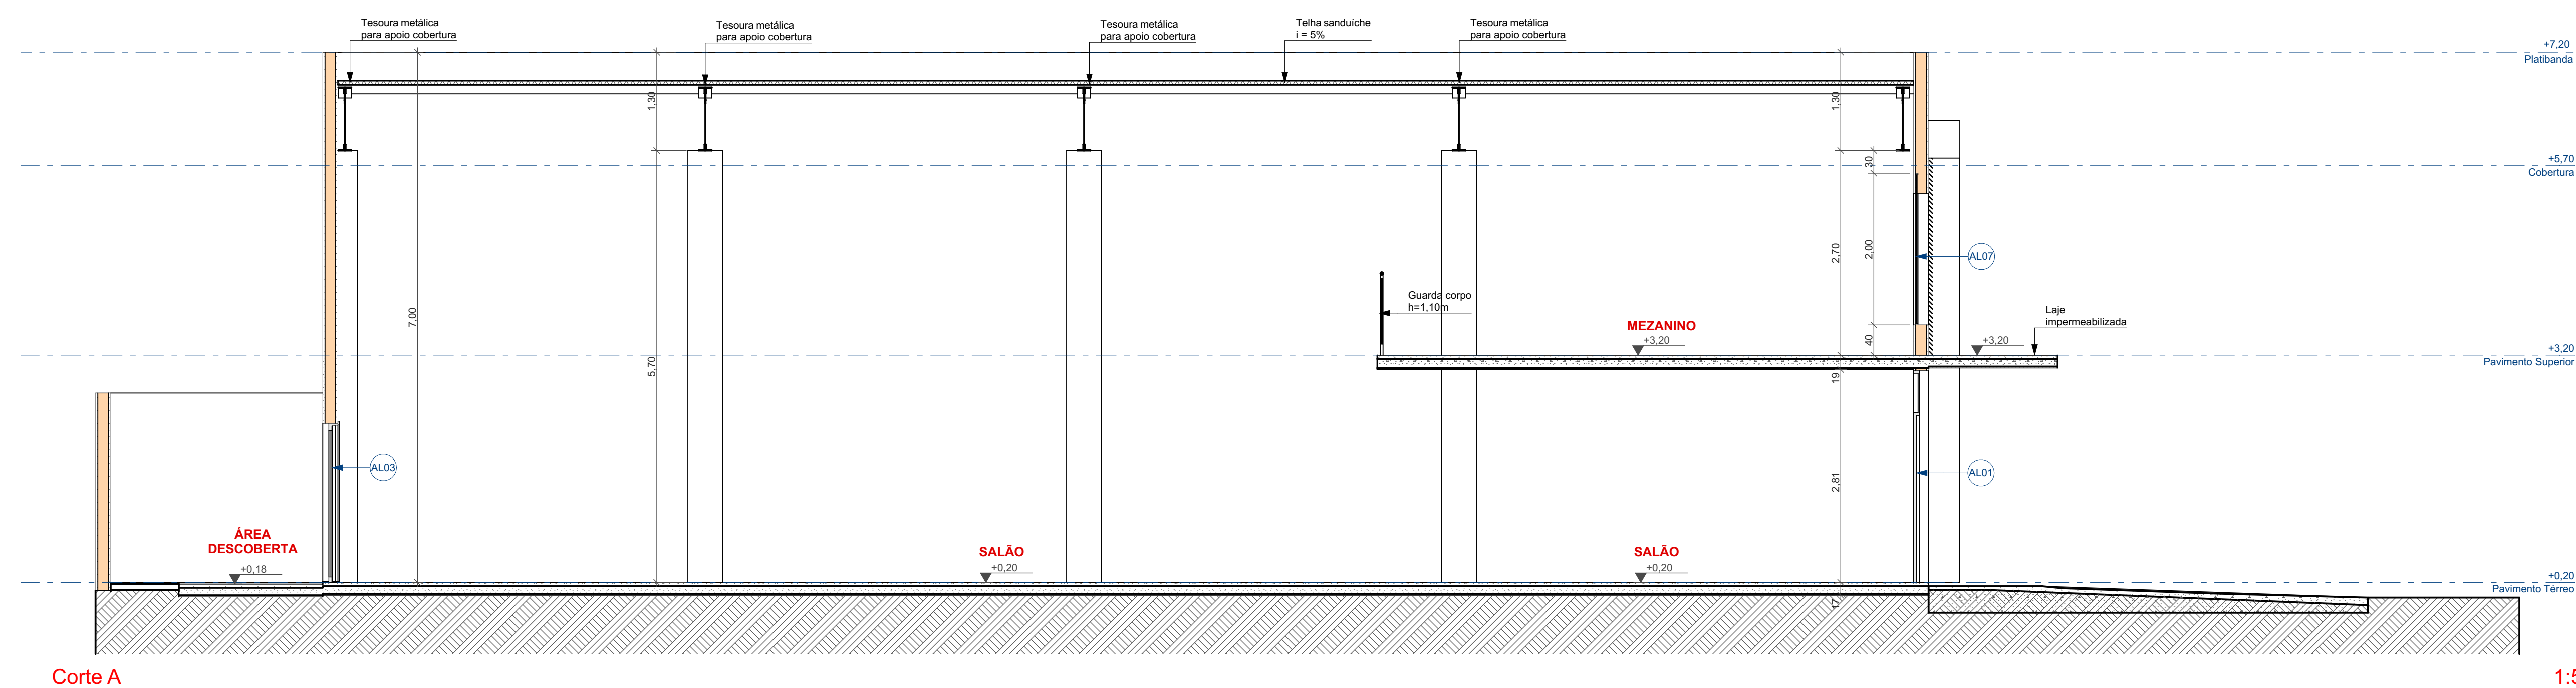 Tesoura metálica
para apoio cobertura
Tesoura metálica
para apoio cobertura
Tesoura metálica
para apoio cobertura
Telha sanduíche
i = 5%
Tesoura metálica
para apoio cobertura
+7,20
Platibanda
1,30
1,30
+5,70
Cobertura
30
7,00
2,70
2,00
AL07
Guarda corpo
h=1,10m
Laje
impermeabilizada
MEZANINO
+3,20
40
+3,20
+3,20
Pavimento Superior
5,70
19
AL03
2,81
AL01
ÁREA
DESCOBERTA
+0,18
SALÃO
+0,20
SALÃO
+0,20
+0,20
Pavimento Térreo
17
Corte A
1:5